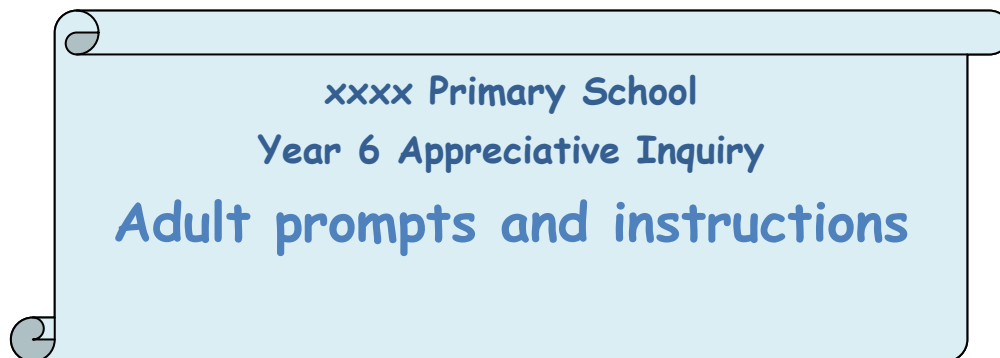 xxxx Primary School
Year 6 Appreciative Inquiry
Adult prompts and instructions